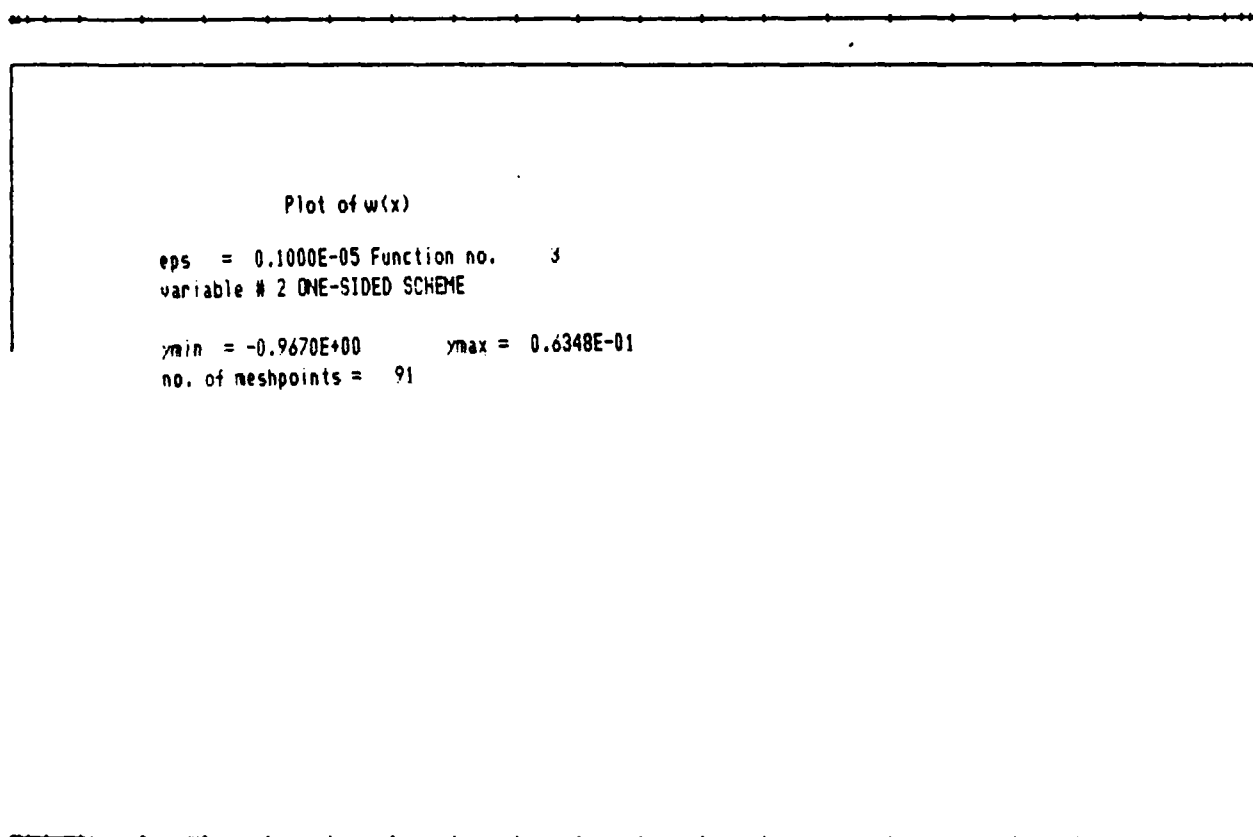 Plot of w(x)
eps = 0.1000E-05 Function no. 3
variable # 2 ONE-SIDED SCHEME
ymin = -0.9670E+00 ymax = 0.6348E-01
no. of meshpoints = 91